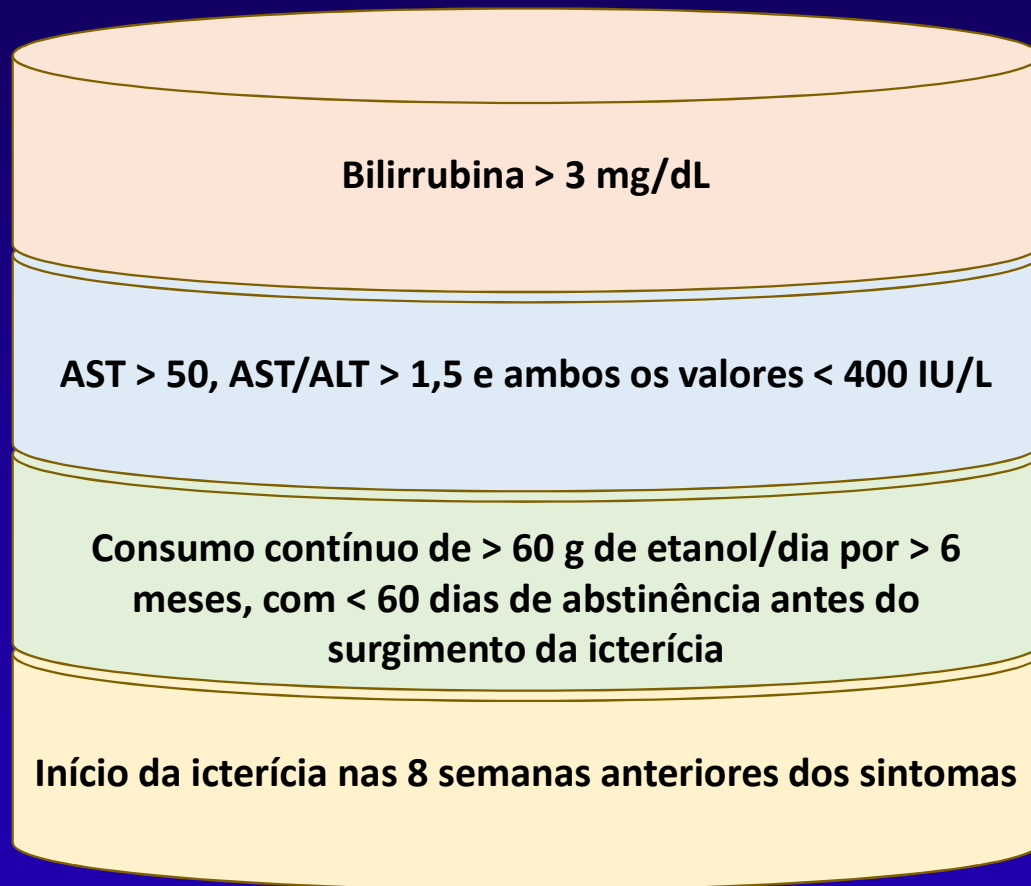 Bilirrubina > 3 mg/dL
AST > 50, AST/ALT > 1,5 e ambos os valores < 400 IU/L
Consumo contínuo de > 60 g de etanol/dia por > 6
meses, com < 60 dias de abstinência antes do
surgimento da icterícia
Início da icterícia nas 8 semanas anteriores dos sintomas